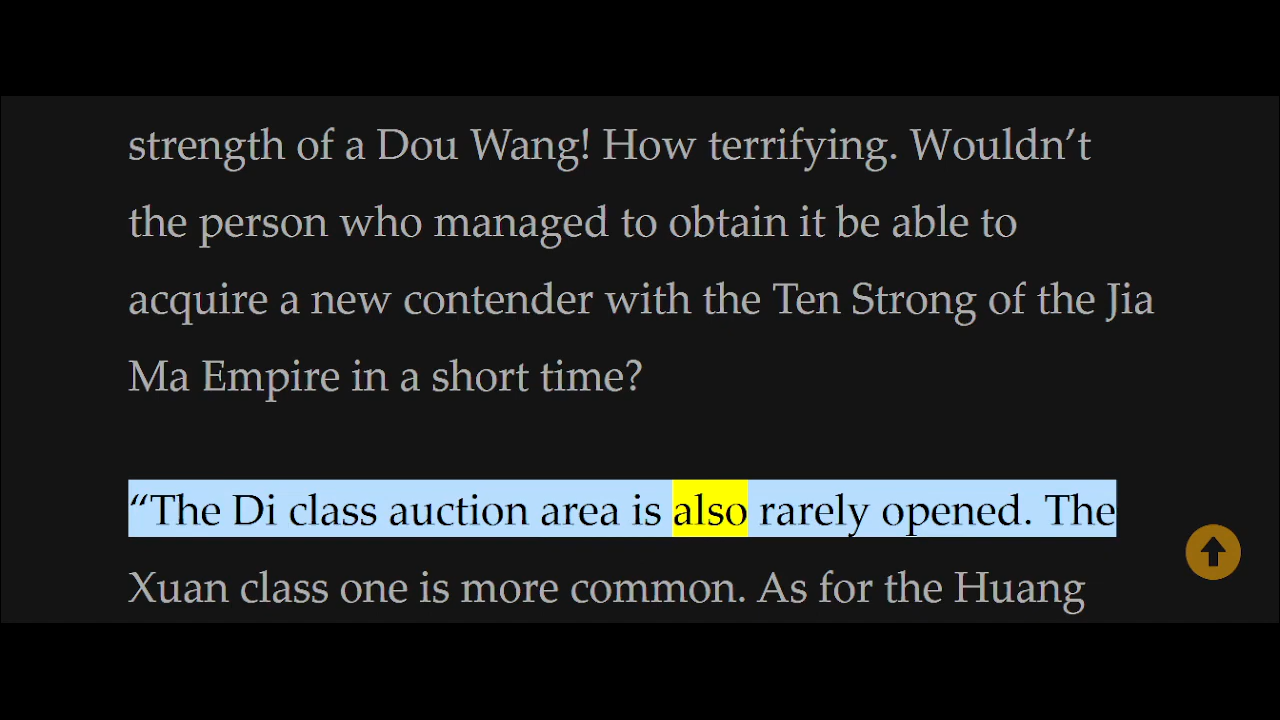 strength of a Dou Wang! How terrifying. Wouldn’t
the person who managed to obtain it be able to
acquire a new contender with the Ten Strong of the Jia
Ma Empire in a short time?
“The Di class auction area is also rarely opened. The
Xuan class one is more common. As for the Huang